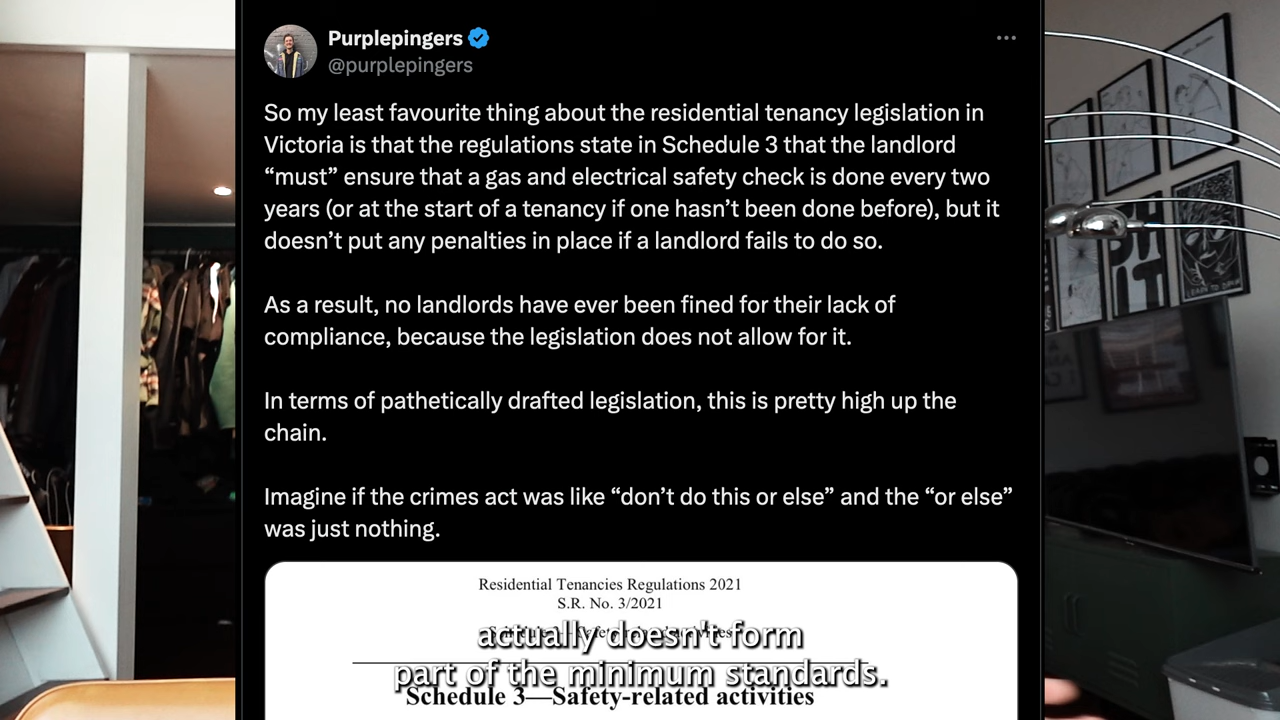 Purplepingers
@purplepingers
So my least favourite thing about the residential tenancy legislation in
Victoria is that the regulations state in Schedule 3 that the landlord
“must” ensure that a gas and electrical safety check is done every two
years (or at the start of a tenancy if one hasn’t been done before), but it
doesn’t put any penalties in place if a landlord fails to do so.
As a result, no landlords have ever been fined for their lack of
compliance, because the legislation does not allow for it.
In terms of pathetically drafted legislation, this is pretty high up the
chain.
Imagine if the crimes act was like “don’t do this or else” and the “or else”
was just nothing.
Residential Tenancies Regulations 2021
S.R. No. 3/2021
actually doesn't form
part of the minimum standards.
Schedule 3—Safety-related activities